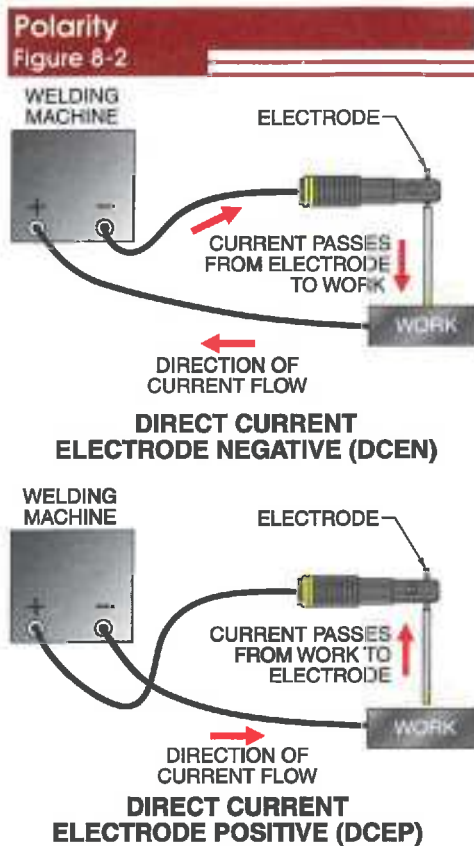 Polarity
Figure 8-2
WELDING
MACHINE
ELECTRODE
+ -
CURRENT PASSES
FROM ELECTRODE
TO WORK
WORK
DIRECTION OF
CURRENT FLOW
DIRECT CURRENT
ELECTRODE NEGATIVE (DCEN)
WELDING
MACHINE
ELECTRODE
+ -
CURRENT PASSES
FROM WORK TO
ELECTRODE
WORK
DIRECTION OF
CURRENT FLOW
DIRECT CURRENT
ELECTRODE POSITIVE (DCEP)